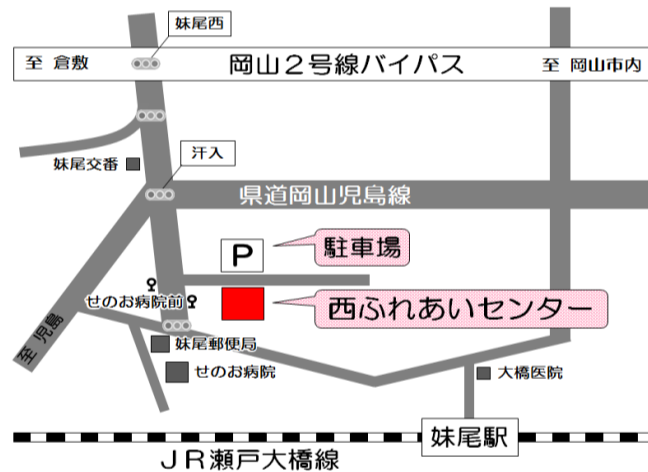 妹尾西
至 倉敷
岡山２号線バイパス
至 岡山市内
妹尾交番
汗入
県道岡山児島線
P
駐車場
せのお病院前
西ふれあいセンター
至 児島
妹尾郵便局
せのお病院
大橋医院
妹尾駅
ＪＲ瀬戸大橋線